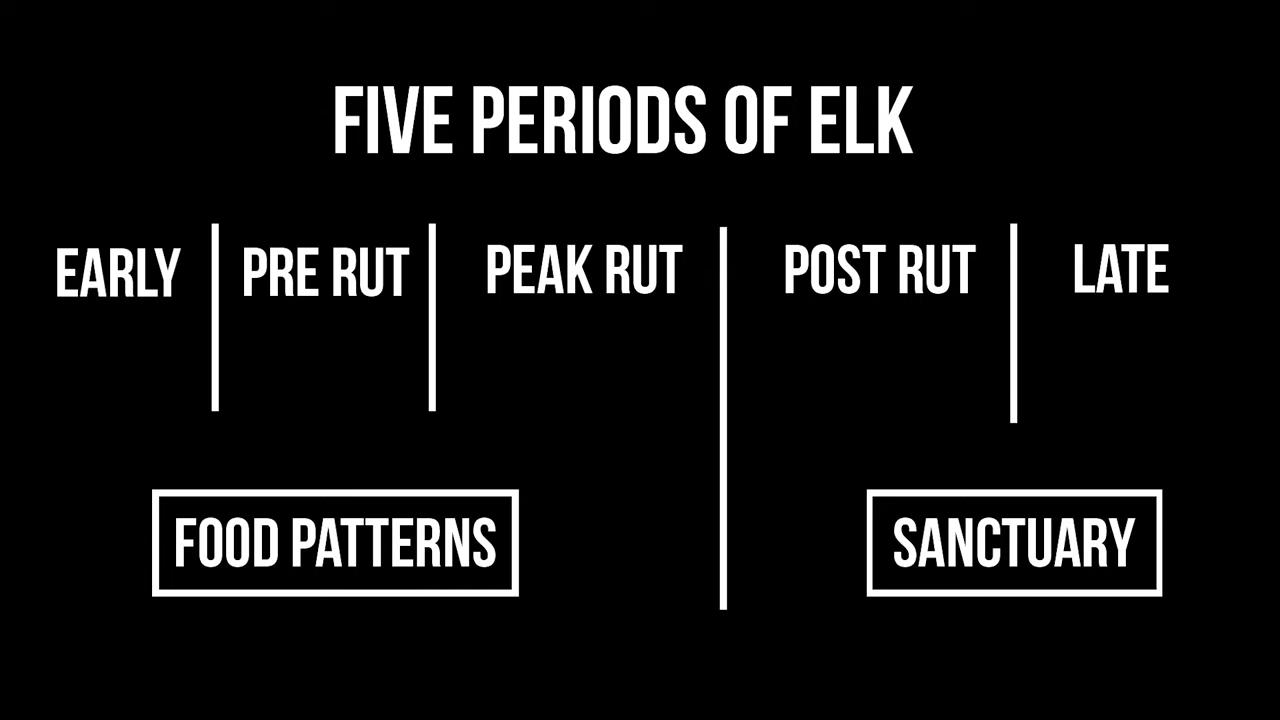 FIVE PERIODS OF ELK
EARLY
PRE RUT
PEAK RUT
POST RUT
LATE
FOOD PATTERNS
SANCTUARY